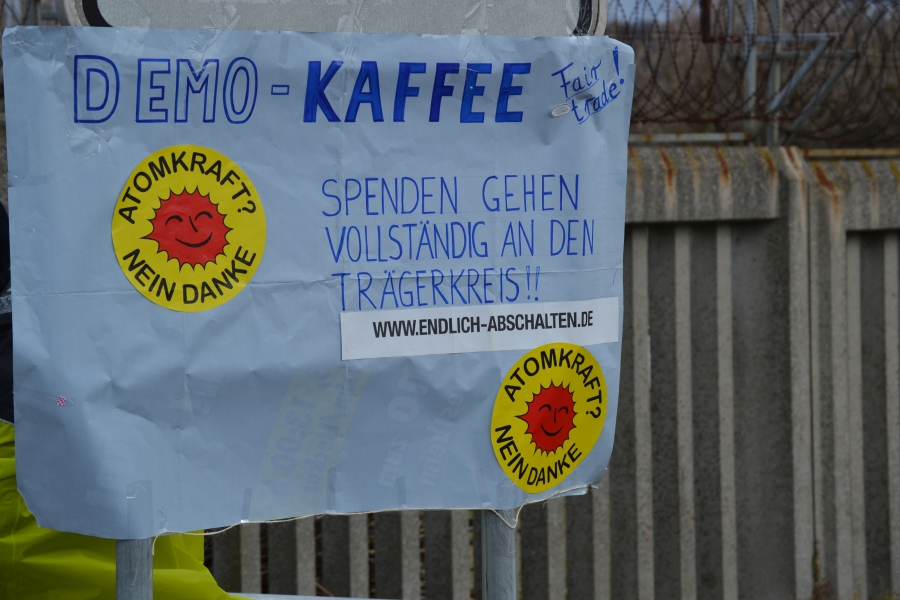 DEMO-KAFFEE
Fair
trade!
ATOMKRAFT?
NEIN DANKE
SPENDEN GEHEN
VOLLSTÄNDIG AN DEN
TRÄGERKREIS!!
WWW.ENDLICH-ABSCHALTEN.DE
ATOMKRAFT?
NEIN DANKE